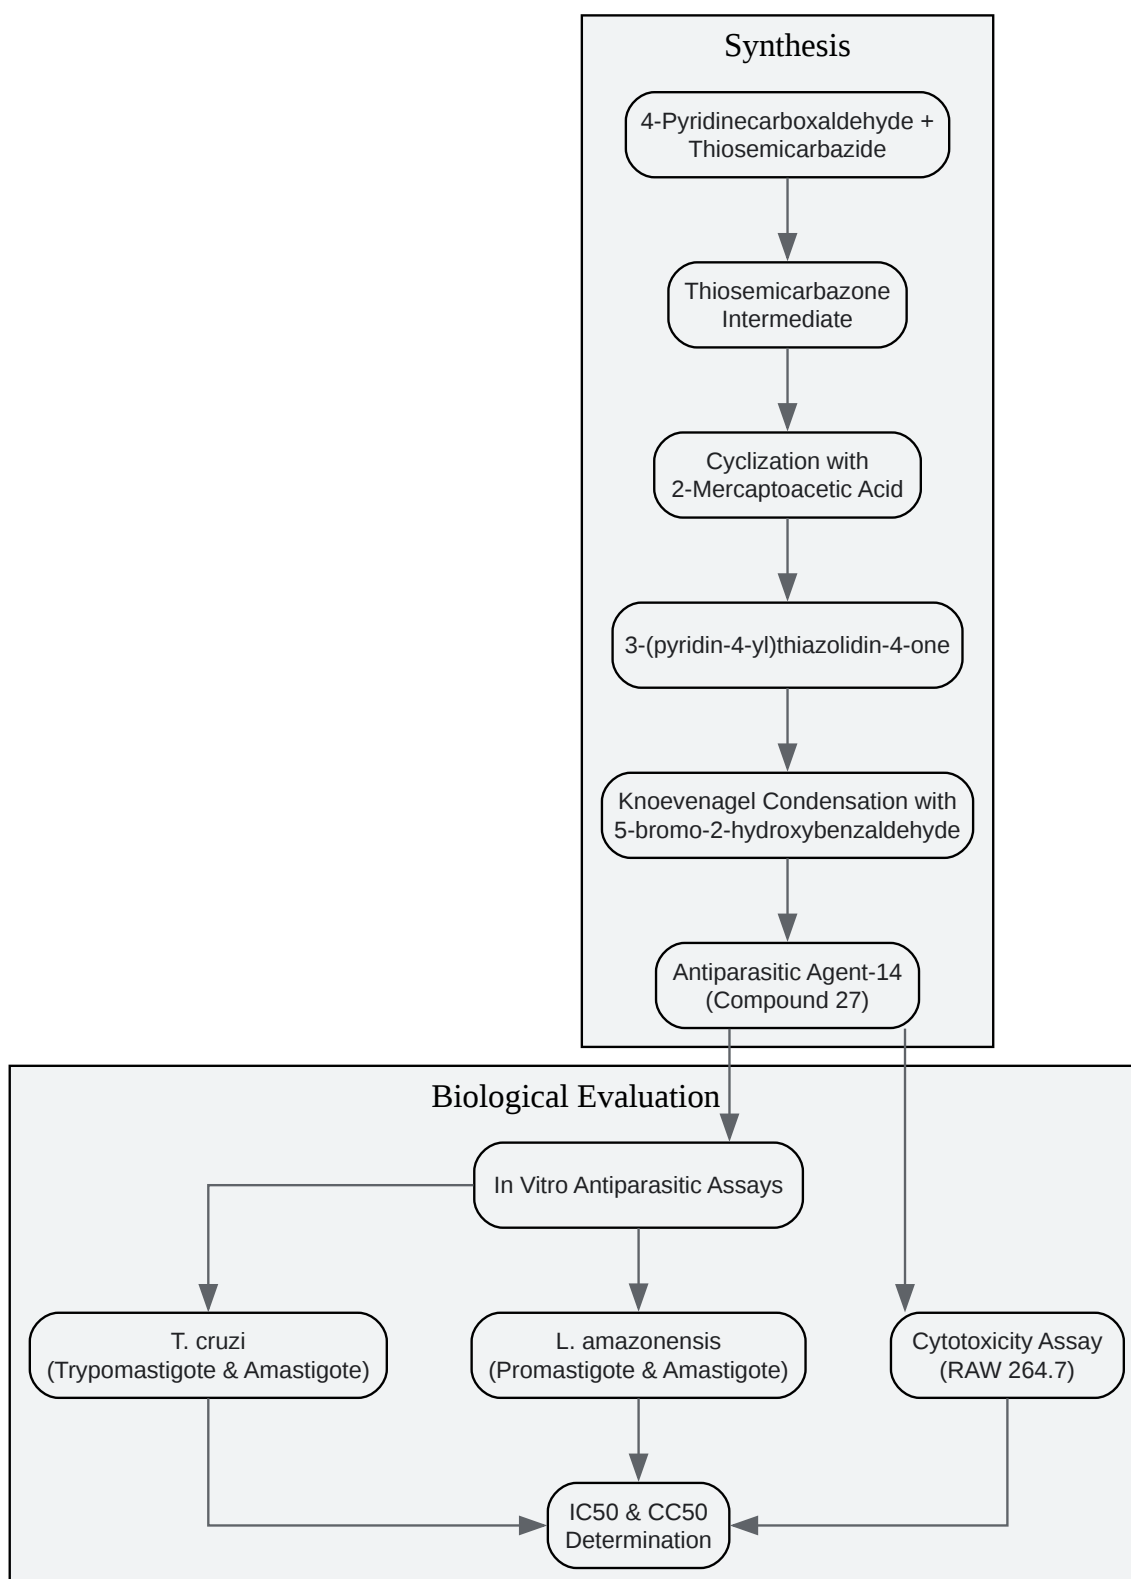 Synthesis
4-Pyridinecarboxaldehyde +
Thiosemicarbazide
Thiosemicarbazone
Intermediate
Cyclization with
2-Mercaptoacetic Acid
3-(pyridin-4-yl)thiazolidin-4-one
Knoevenagel Condensation with
5-bromo-2-hydroxybenzaldehyde
Antiparasitic Agent-14
(Compound 27)
Biological Evaluation
In Vitro Antiparasitic Assays
T. cruzi
(Trypomastigote & Amastigote)
L. amazonensis
(Promastigote & Amastigote)
Cytotoxicity Assay
(RAW 264.7)
IC50 & CC50
Determination